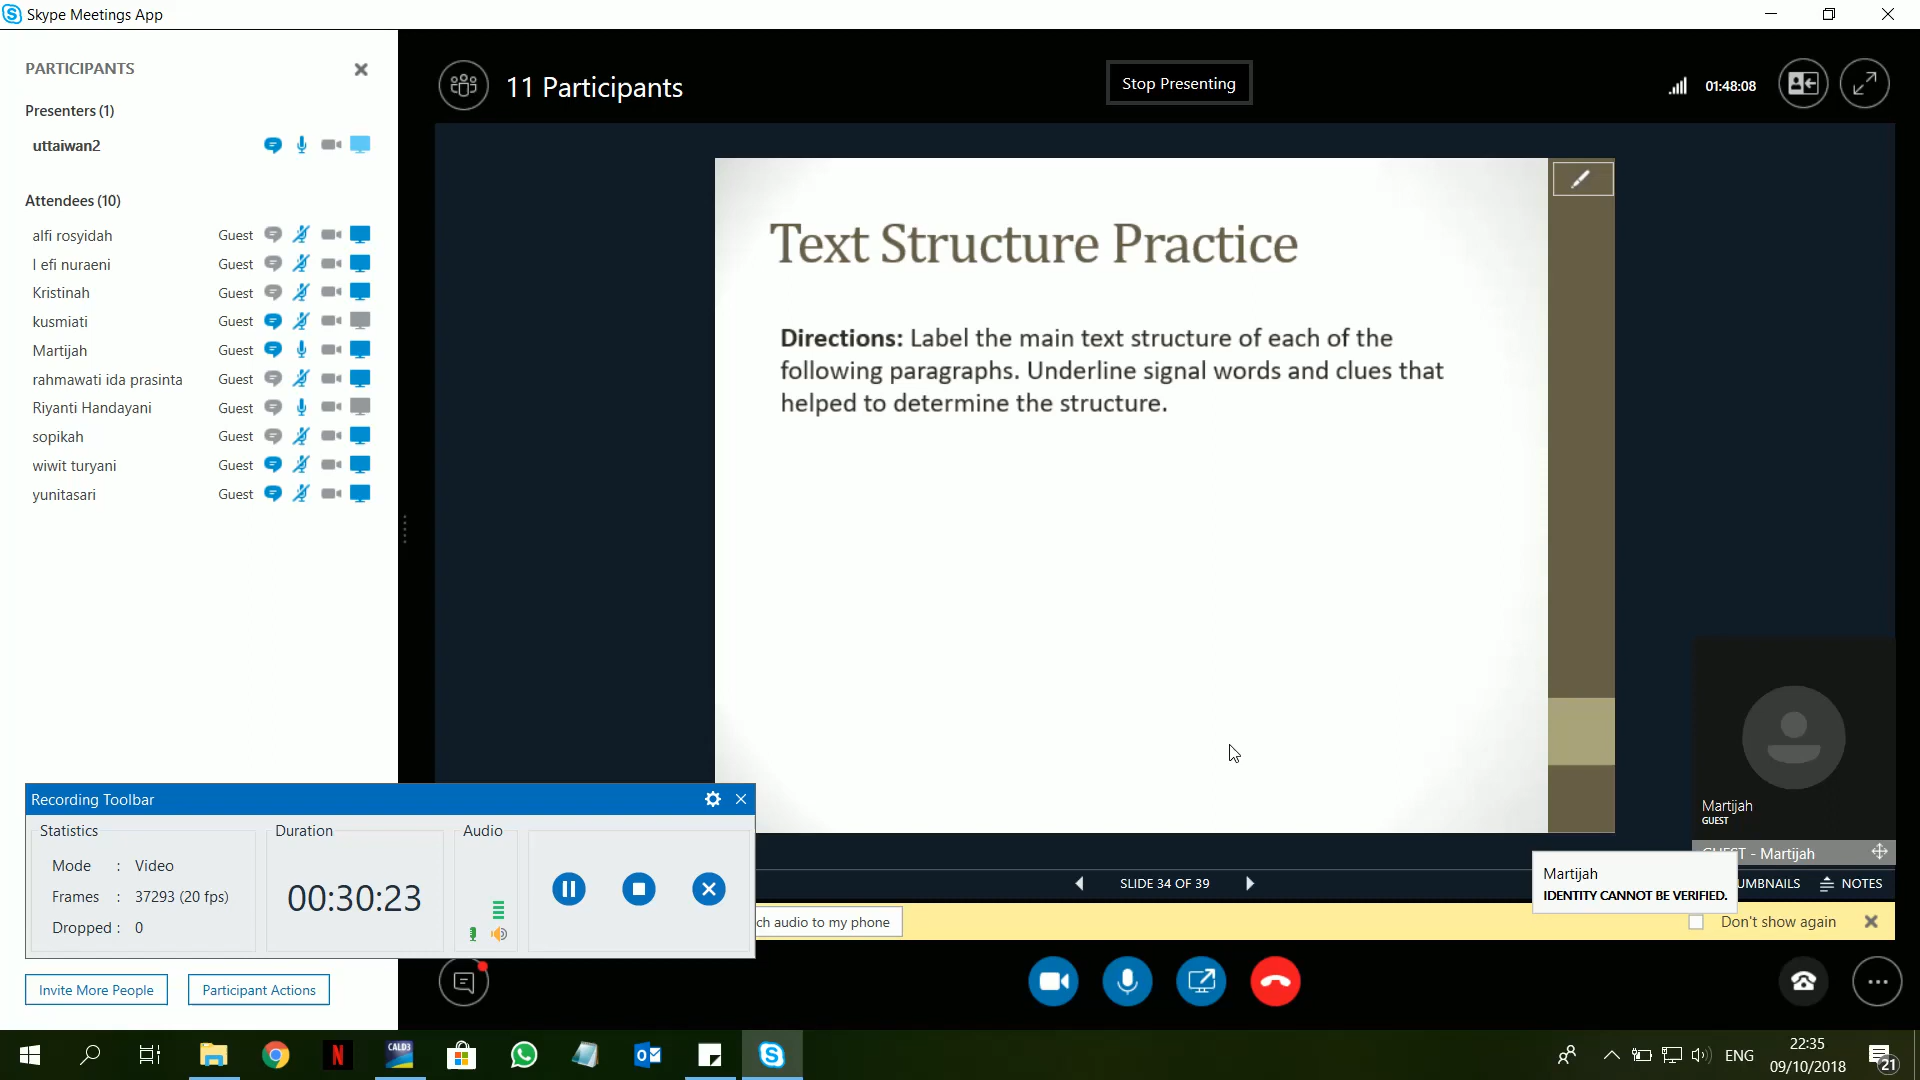 Skype Meetings App
PARTICIPANTS
Presenters (1)
uttaiwan2
Attendees (10)
alfi rosyidah Guest
I efi nuraeni Guest
Kristinah Guest
kusmiati Guest
Martijah Guest
rahmawati ida prasinta Guest
Riyanti Handayani Guest
sopikah Guest
wiwit turyani Guest
yunitasari Guest
11 Participants
Stop Presenting
01:48:08
Text Structure Practice
Directions: Label the main text structure of each of the
following paragraphs. Underline signal words and clues that
helped to determine the structure.
Martijah
GUEST
GUEST - Martijah
Martijah
IDENTITY CANNOT BE VERIFIED.
SLIDE 34 OF 39
UMBNAILS
NOTES
ch audio to my phone
Don't show again
Recording Toolbar
Statistics
Mode : Video
Frames : 37293 (20 fps)
Dropped : 0
Duration
00:30:23
Audio
Invite More People
Participant Actions
N
CALD3
ENG
22:35
09/10/2018
21